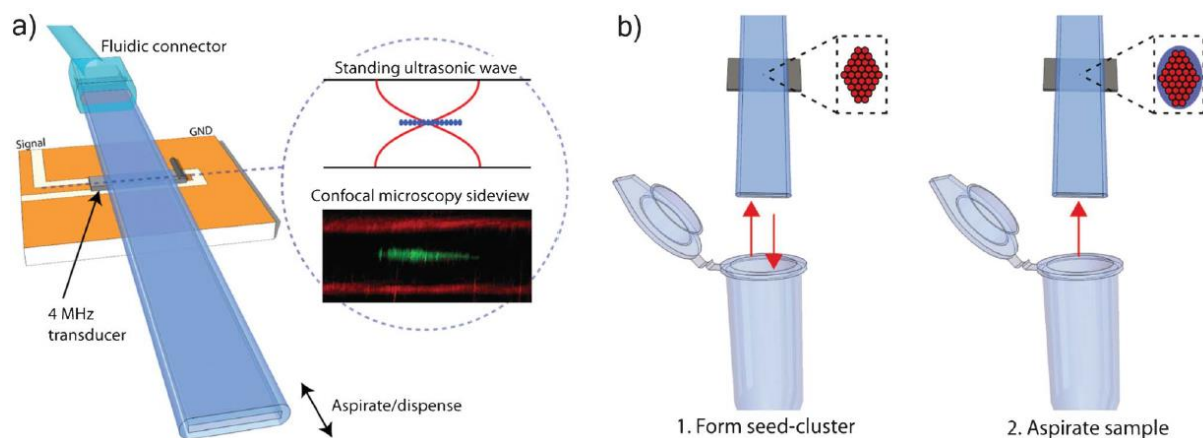 a)
Fluidic connector
Signal
GND
4 MHz
transducer
Aspirate/dispense
Standing ultrasonic wave
Confocal microscopy sideview
b)
1. Form seed-cluster
2. Aspirate sample